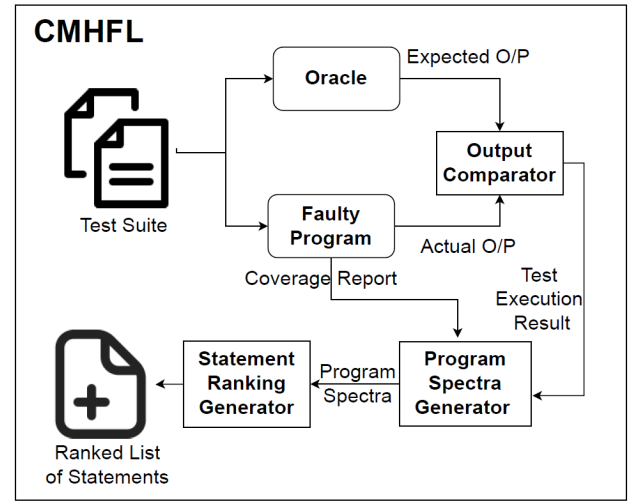 CMHFL
Expected O/P
Oracle
Output
Comparator
Test Suite
Faulty
Program
Actual O/P
Coverage Report
Test
Execution
Result
Statement
Ranking
Generator
Program
Spectra
Program
Spectra
Generator
Ranked List
of Statements